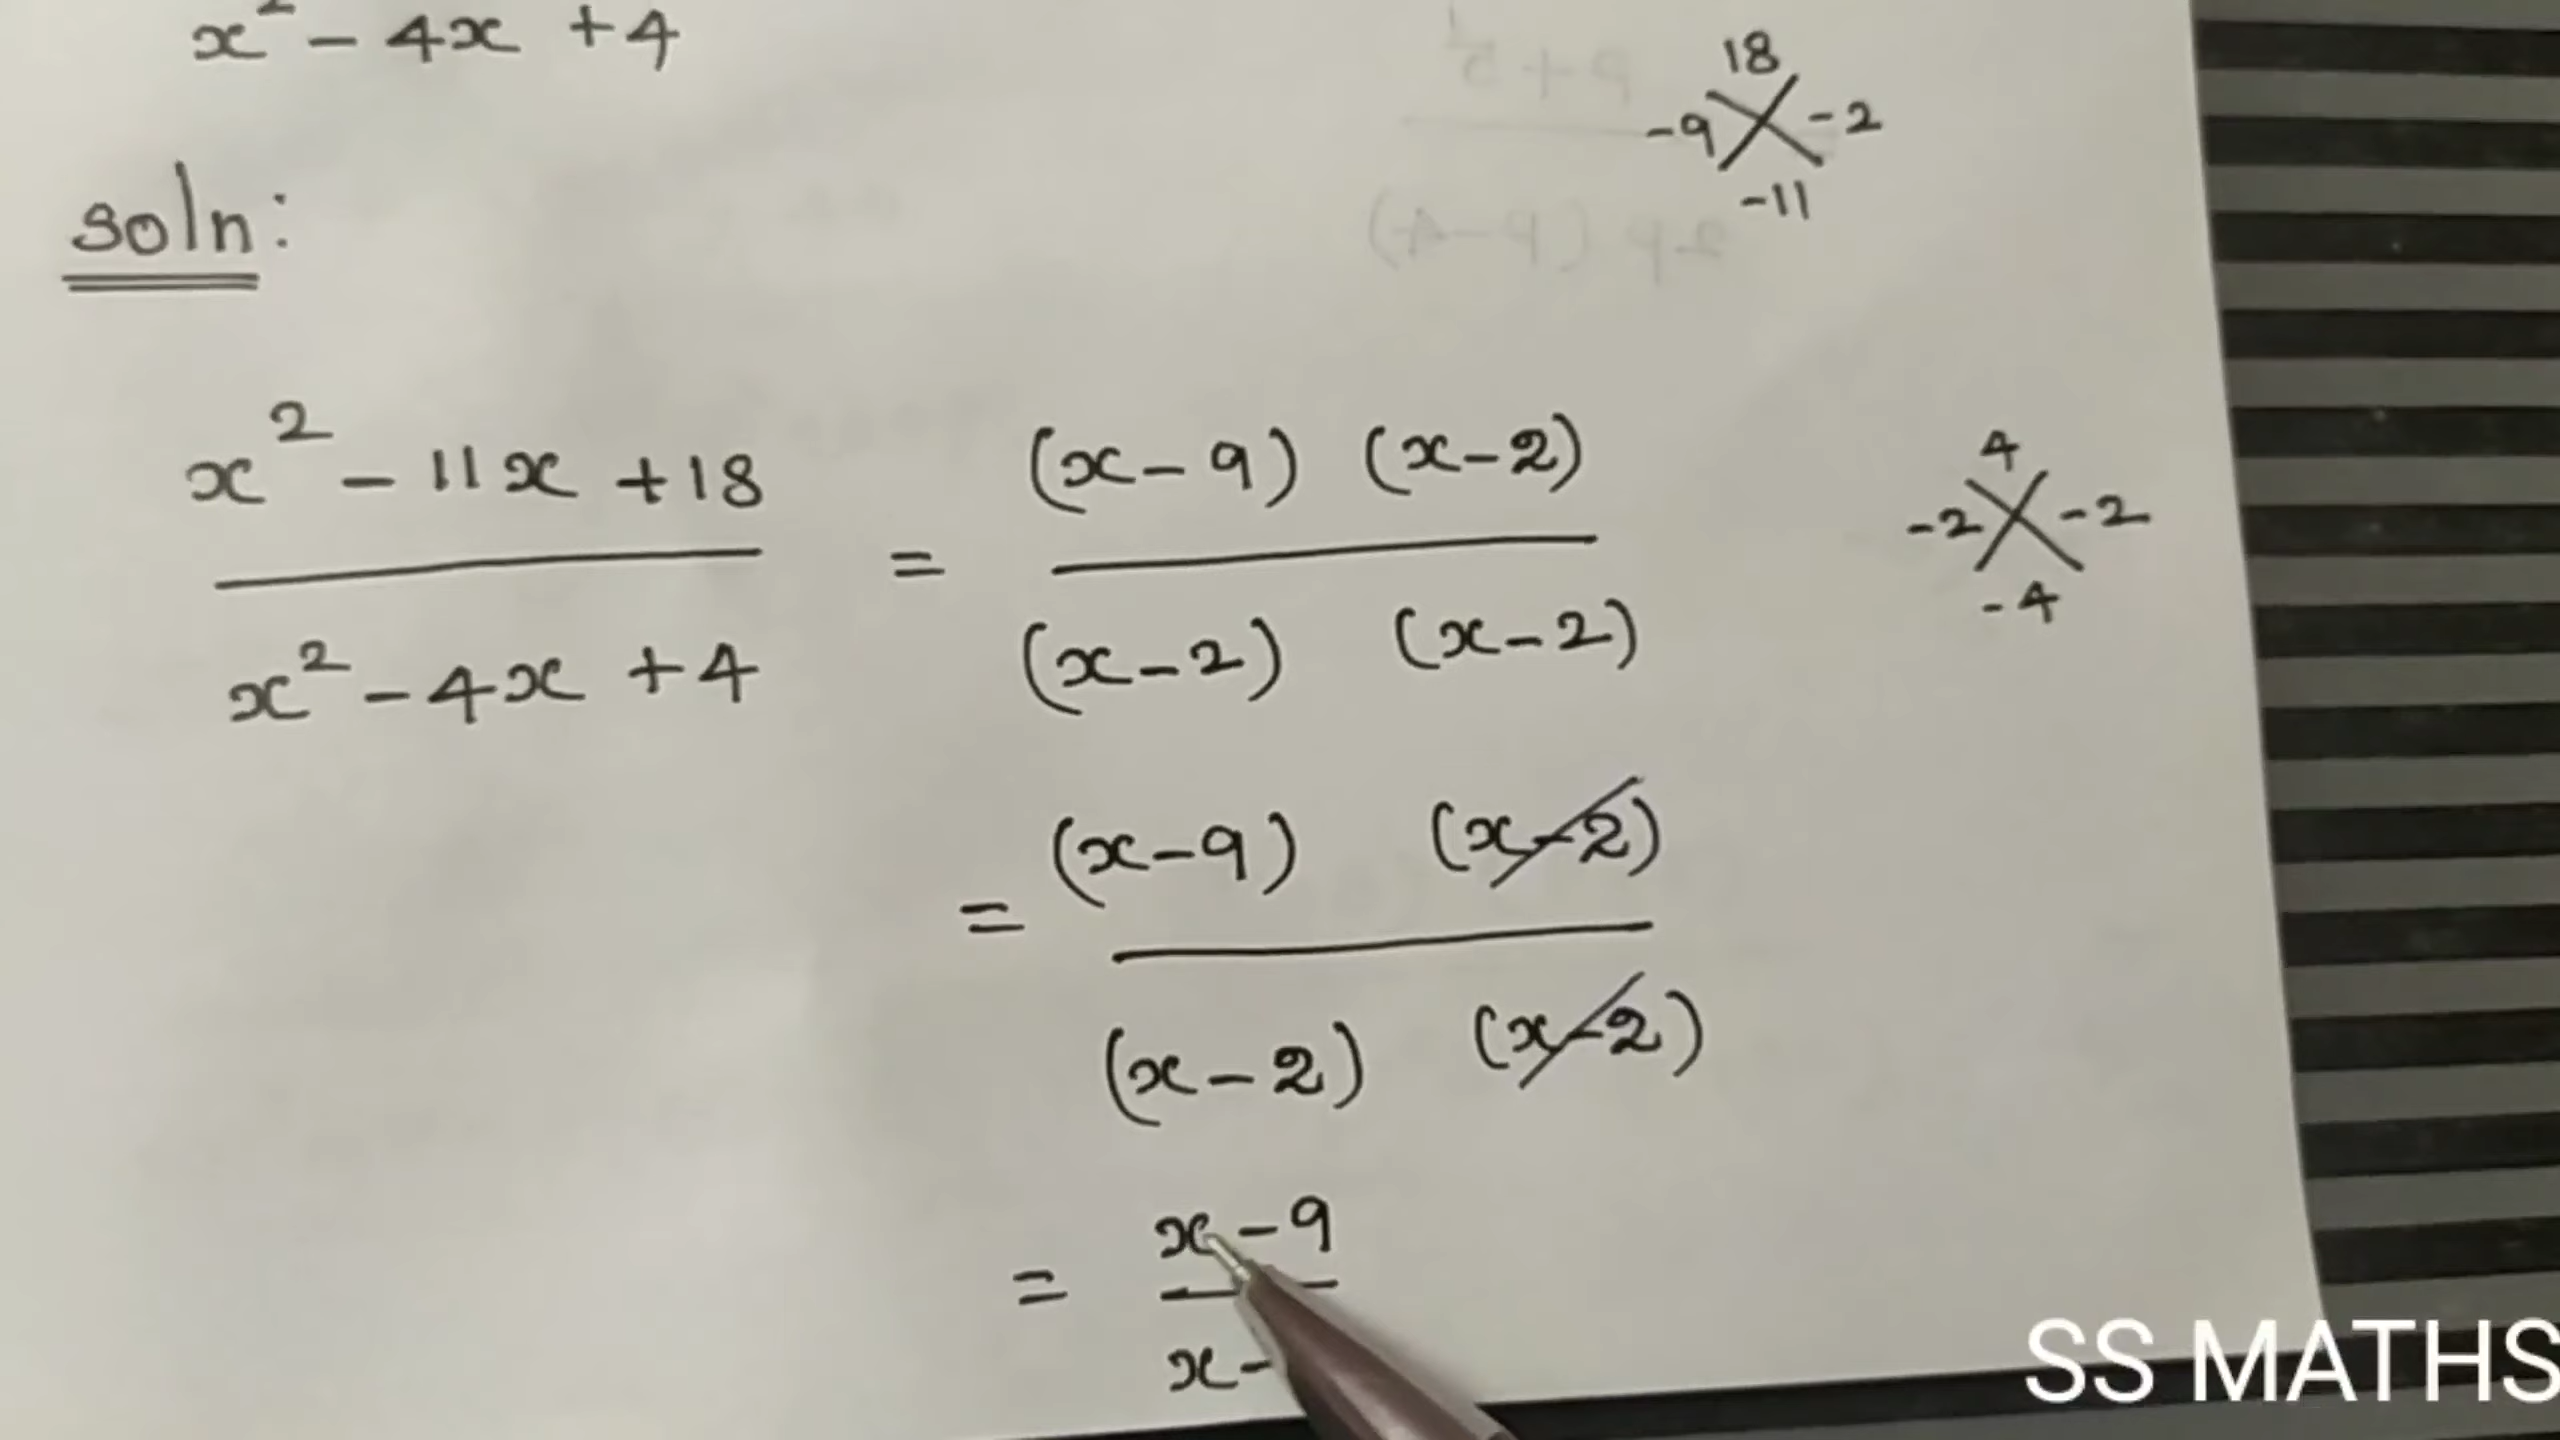 x² - 4x + 4
18
-9 -2
-11
soln:
x² - 11x + 18 = (x - 9) (x - 2)
x² - 4x + 4 (x - 2) (x - 2)
4
-2 -2
-4
= (x - 9) (x - 2)
(x - 2) (x - 2)
= x - 9
x -
SS MATHS